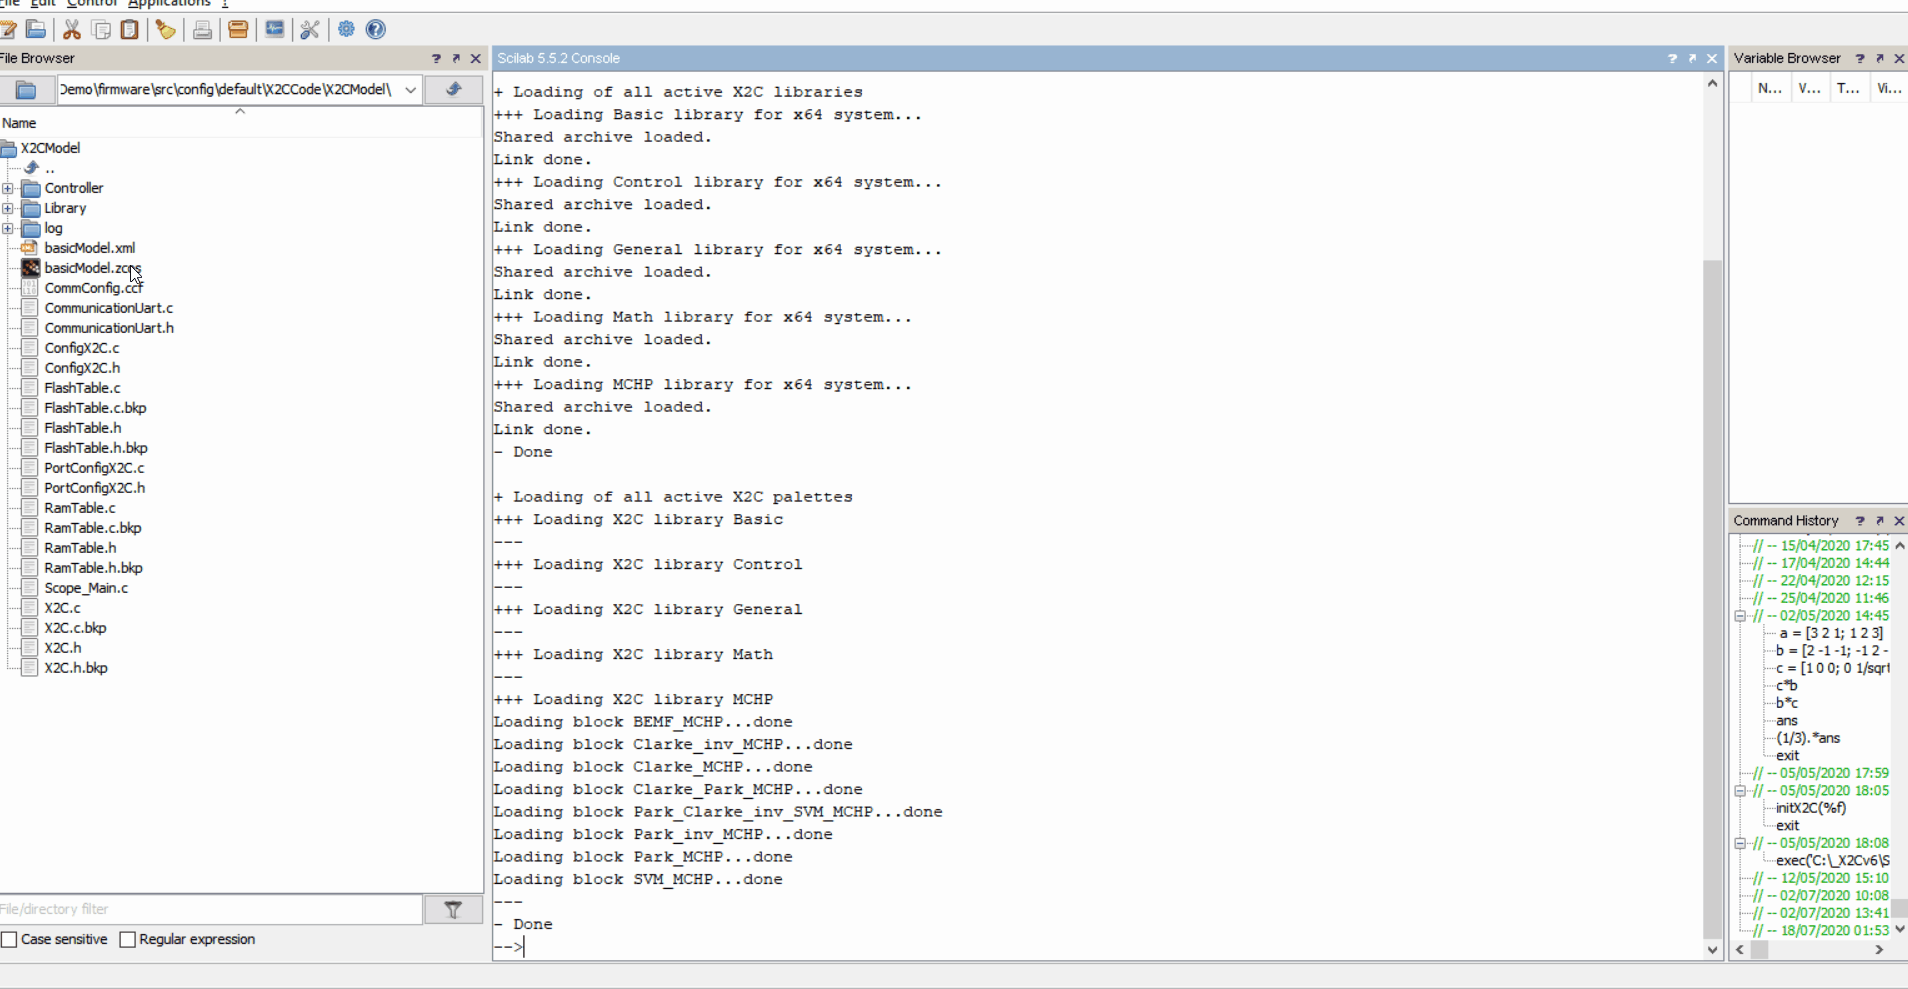 File Edit Control Applications ?
File Browser
Demo\firmware\src\config\default\X2CCode\X2CModel\
Name
X2CModel
..
Controller
Library
log
basicModel.xml
basicModel.zcos
CommConfig.ccf
CommunicationUart.c
CommunicationUart.h
ConfigX2C.c
ConfigX2C.h
FlashTable.c
FlashTable.c.bkp
FlashTable.h
FlashTable.h.bkp
PortConfigX2C.c
PortConfigX2C.h
RamTable.c
RamTable.c.bkp
RamTable.h
RamTable.h.bkp
Scope_Main.c
X2C.c
X2C.c.bkp
X2C.h
X2C.h.bkp
File/directory filter
Case sensitive Regular expression
Scilab 5.5.2 Console
+ Loading of all active X2C libraries
+++ Loading Basic library for x64 system...
Shared archive loaded.
Link done.
+++ Loading Control library for x64 system...
Shared archive loaded.
Link done.
+++ Loading General library for x64 system...
Shared archive loaded.
Link done.
+++ Loading Math library for x64 system...
Shared archive loaded.
Link done.
+++ Loading MCHP library for x64 system...
Shared archive loaded.
Link done.
- Done
+ Loading of all active X2C palettes
+++ Loading X2C library Basic
---
+++ Loading X2C library Control
---
+++ Loading X2C library General
---
+++ Loading X2C library Math
---
+++ Loading X2C library MCHP
Loading block BEMF_MCHP...done
Loading block Clarke_inv_MCHP...done
Loading block Clarke_MCHP...done
Loading block Clarke_Park_MCHP...done
Loading block Park_Clarke_inv_SVM_MCHP...done
Loading block Park_inv_MCHP...done
Loading block Park_MCHP...done
Loading block SVM_MCHP...done
---
- Done
-->
Variable Browser
N... V... T... Vi...
Command History
// -- 15/04/2020 17:45
// -- 17/04/2020 14:44
// -- 22/04/2020 12:15
// -- 25/04/2020 11:46
// -- 02/05/2020 14:45
a = [3 2 1; 1 2 3]
b = [2 -1 -1; -1 2 -
c = [1 0 0; 0 1/sqrt
c*b
b*c
ans
(1/3).*ans
exit
// -- 05/05/2020 17:59
// -- 05/05/2020 18:05
initX2C(%f)
exit
// -- 05/05/2020 18:08
exec('C:\_X2Cv6\S
// -- 12/05/2020 15:10
// -- 02/07/2020 10:08
// -- 02/07/2020 13:41
// -- 18/07/2020 01:53